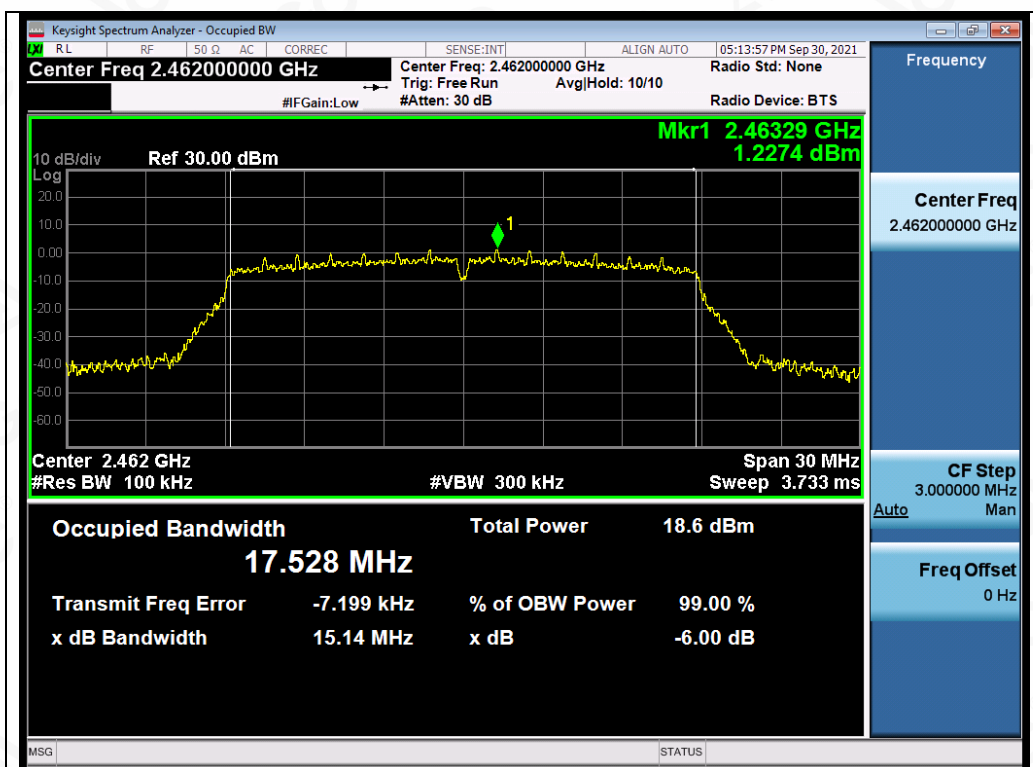 Keysight Spectrum Analyzer - Occupied BW
LXI RL RF 50 Ω AC CORREC SENSE:INT ALIGN AUTO 05:13:57 PM Sep 30, 2021
Center Freq 2.462000000 GHz
Center Freq: 2.462000000 GHz Radio Std: None
Trig: Free Run Avg|Hold: 10/10
#IFGain:Low #Atten: 30 dB Radio Device: BTS
Frequency
Mkr1 2.46329 GHz
1.2274 dBm
10 dB/div Ref 30.00 dBm
Log
20.0
10.0
1
0.00
-10.0
-20.0
-30.0
-40.0
-50.0
-60.0
Center 2.462 GHz Span 30 MHz
#Res BW 100 kHz #VBW 300 kHz Sweep 3.733 ms
Center Freq
2.462000000 GHz
CF Step
3.000000 MHz
Auto Man
Freq Offset
0 Hz
Occupied Bandwidth Total Power 18.6 dBm
17.528 MHz
Transmit Freq Error -7.199 kHz % of OBW Power 99.00 %
x dB Bandwidth 15.14 MHz x dB -6.00 dB
MSG STATUS